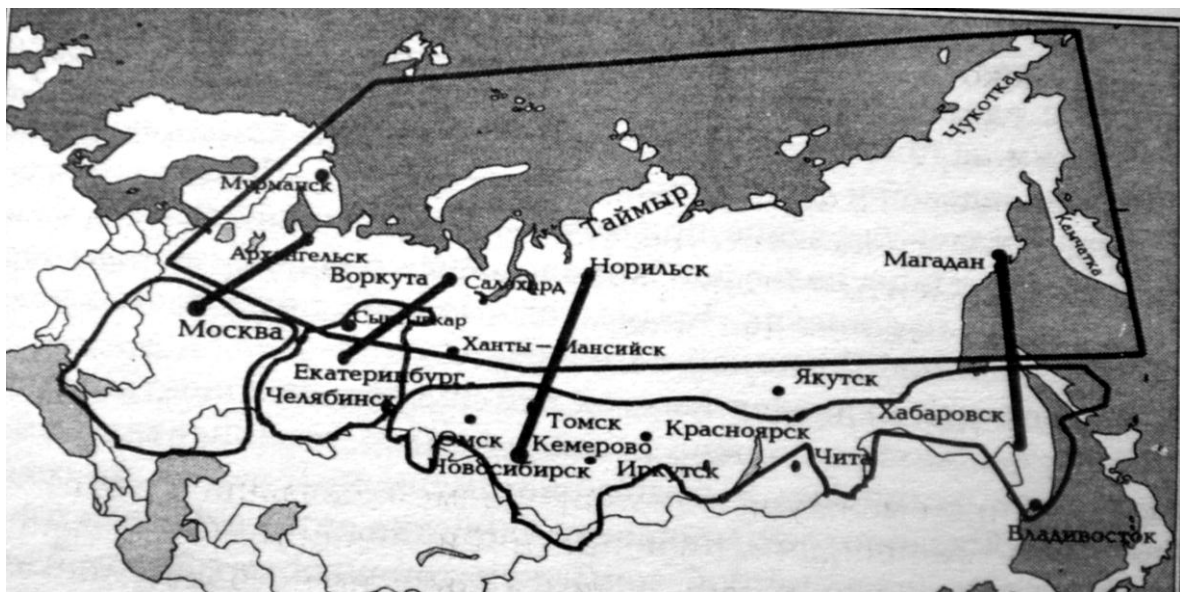 Чукотка
Мурманск
Таймыр
Камчатка
Архангельск
Воркута
Салехард
Норильск
Магадан
Москва
Сыктывкар
Ханты – Мансийск
Екатеринбург
Якутск
Челябинск
Хабаровск
Томск
Омск
Кемерово
Красноярск
Новосибирск
Иркутск
Чита
Владивосток